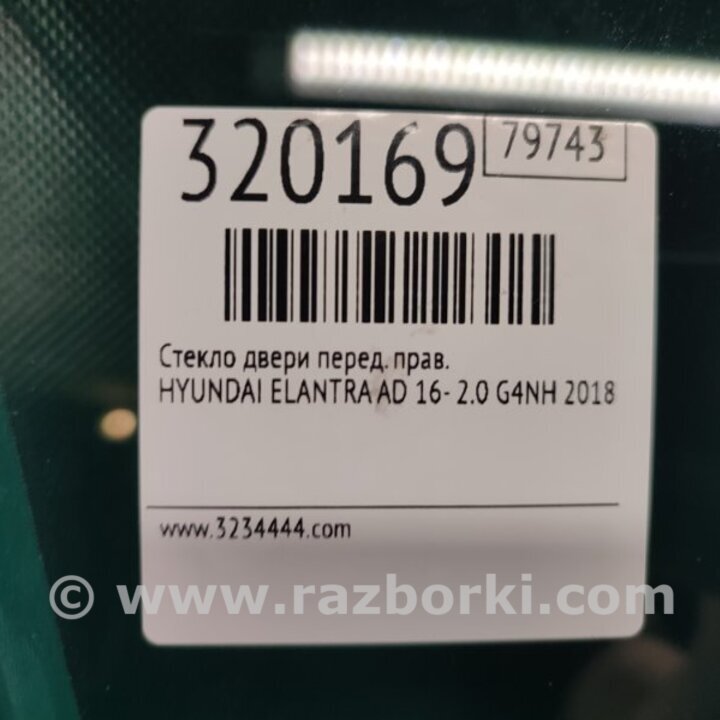 320169
79743
Стекло двери перед. прав.
HYUNDAI ELANTRA AD 16- 2.0 G4NH 2018
www.3234444.com
© www.razborki.com